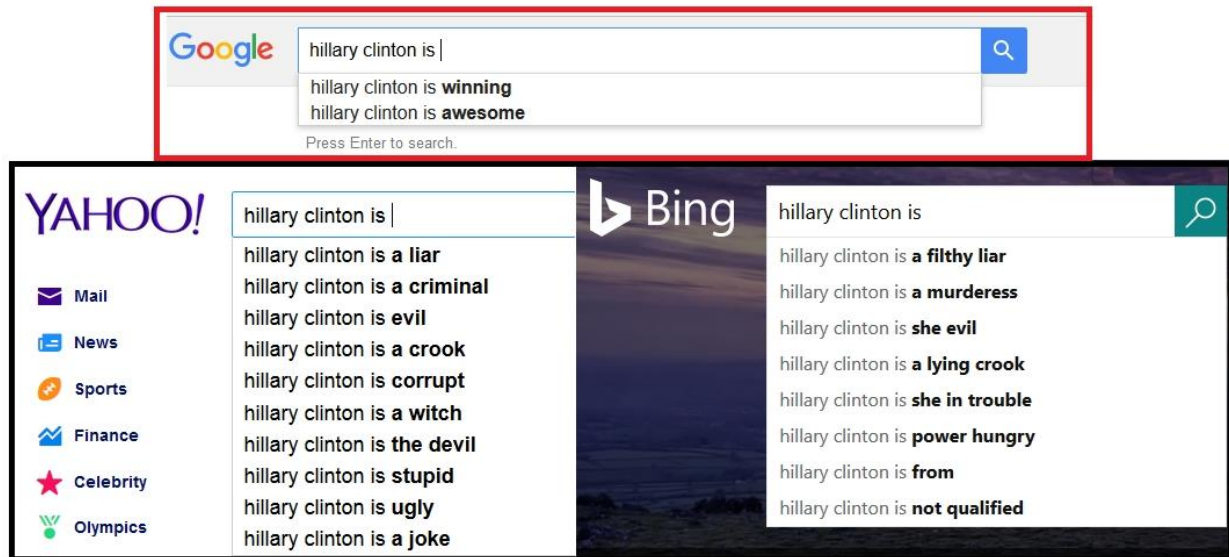 Google
hillary clinton is
hillary clinton is winning
hillary clinton is awesome
Press Enter to search.
YAHOO!
hillary clinton is
hillary clinton is a liar
hillary clinton is a criminal
hillary clinton is evil
hillary clinton is a crook
hillary clinton is corrupt
hillary clinton is a witch
hillary clinton is the devil
hillary clinton is stupid
hillary clinton is ugly
hillary clinton is a joke
Mail
News
Sports
Finance
Celebrity
Olympics
Bing
hillary clinton is
hillary clinton is a filthy liar
hillary clinton is a murderess
hillary clinton is she evil
hillary clinton is a lying crook
hillary clinton is she in trouble
hillary clinton is power hungry
hillary clinton is from
hillary clinton is not qualified